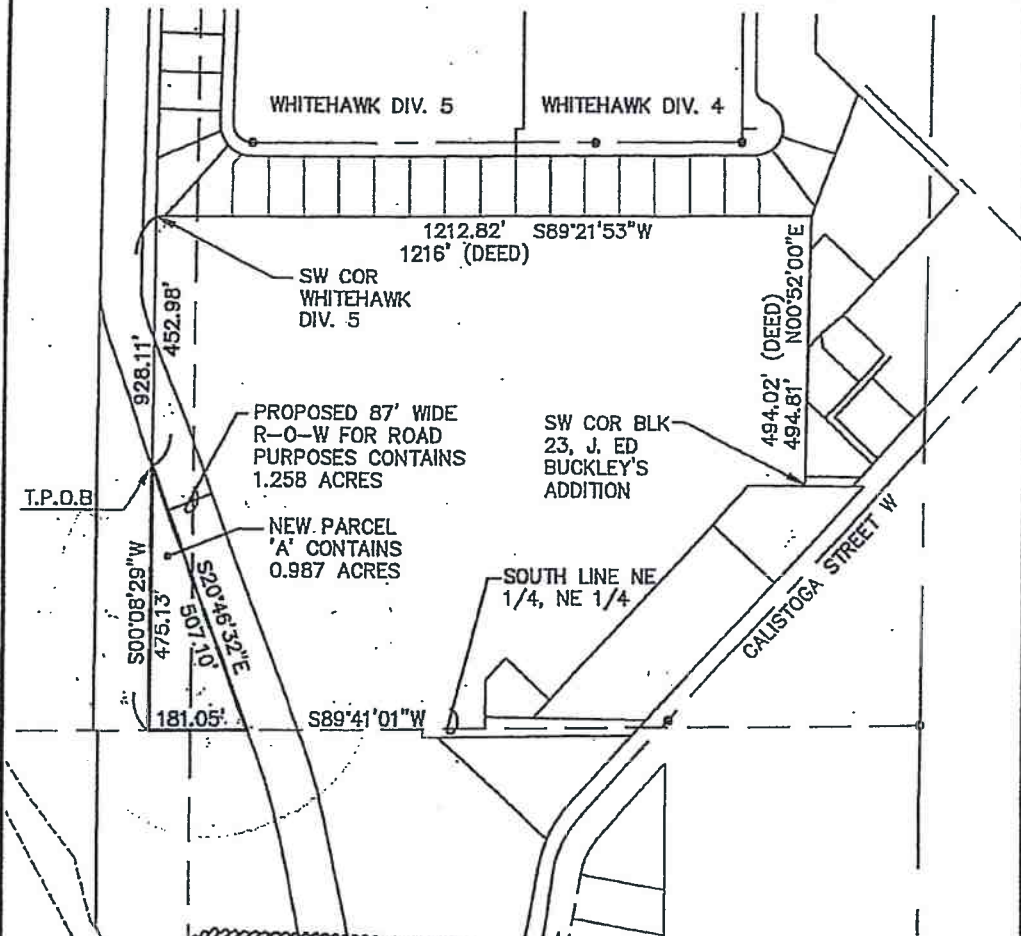 WHITEHAWK DIV. 5
WHITEHAWK DIV. 4
1212.82' S89°21'53"W
1216' (DEED)
SW COR
WHITEHAWK
DIV. 5
452.98'
928.11'
494.02' (DEED)
494.81'
N00°52'00"E
PROPOSED 87' WIDE
R-O-W FOR ROAD
PURPOSES CONTAINS
1.258 ACRES
SW COR BLK
23, J. ED
BUCKLEY'S
ADDITION
T.P.O.B
NEW PARCEL
'A' CONTAINS
0.987 ACRES
S00°08'29"W
475.13'
S20°46'32"E
507.10'
SOUTH LINE NE
1/4, NE 1/4
CALISTOGA STREET W
181.05'
S89°41'01"W